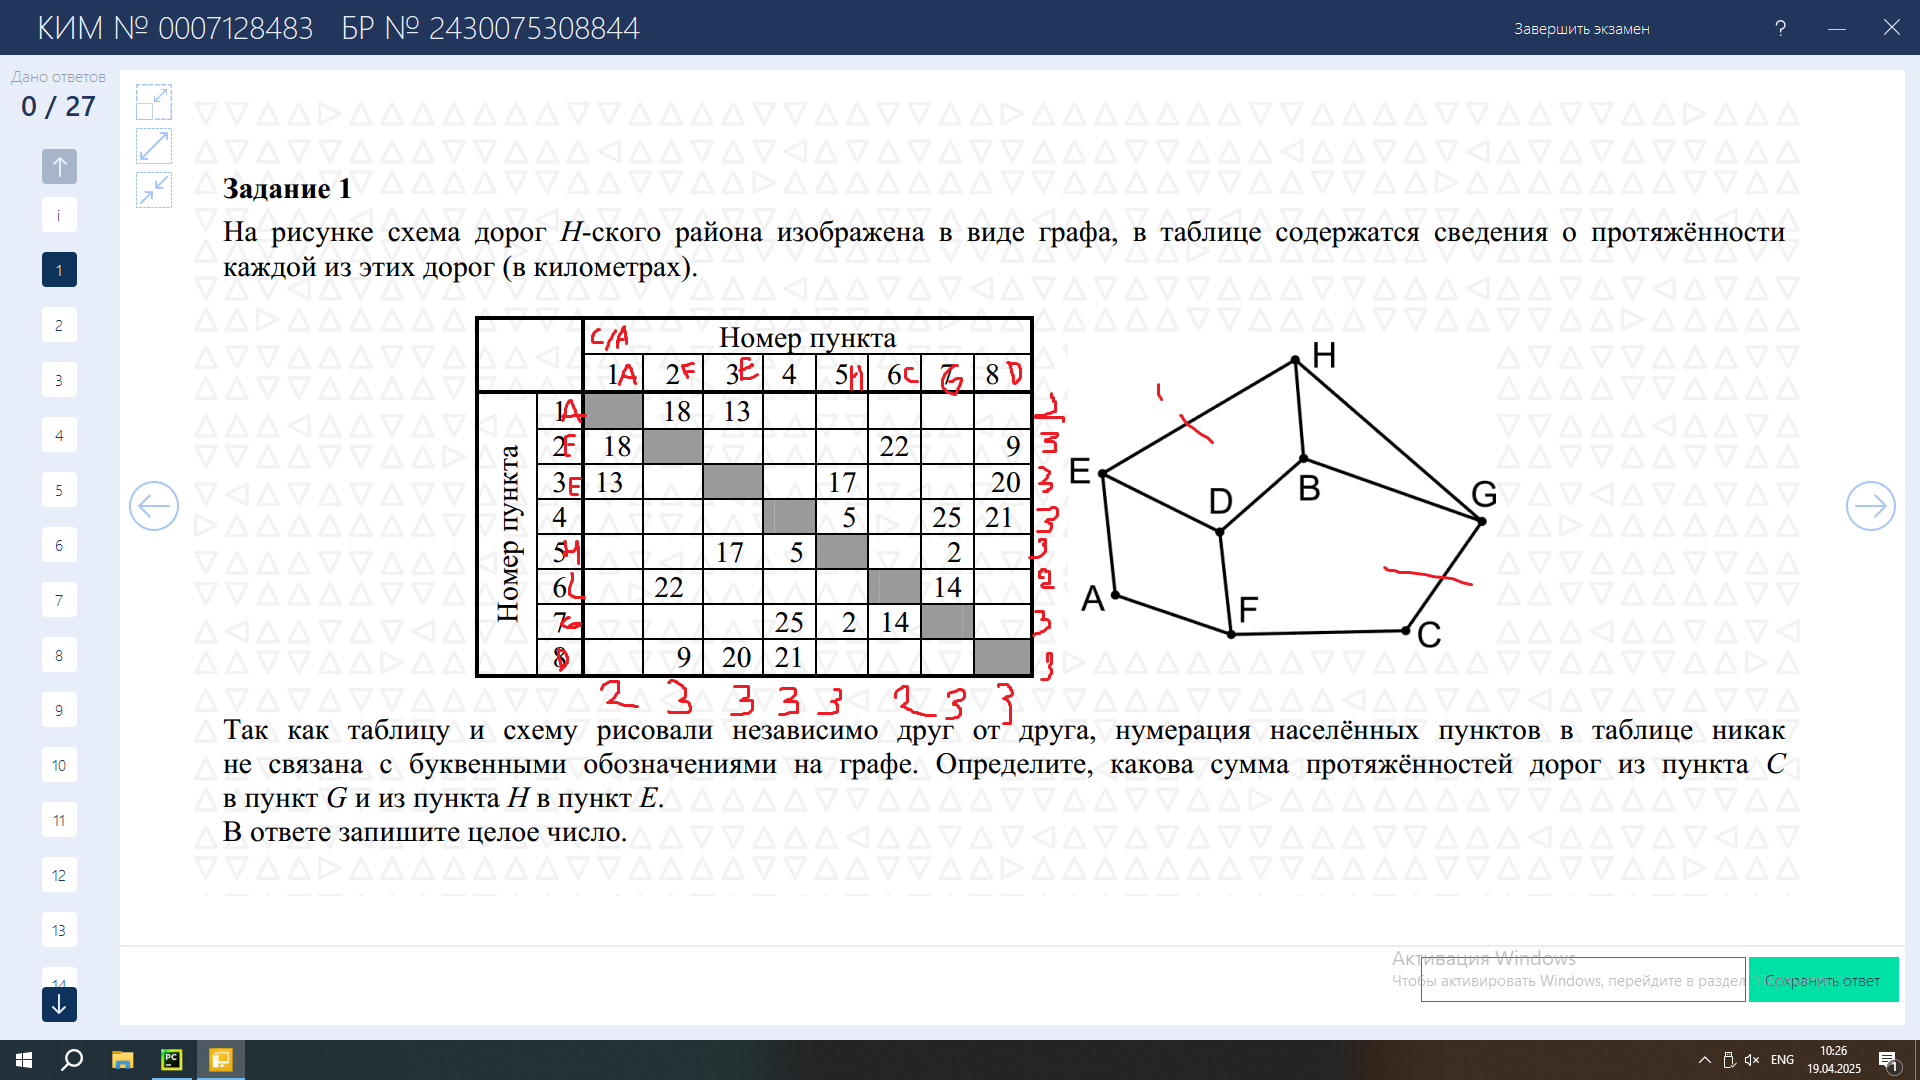 КИМ № 0007128483 БР № 2430075308844
Завершить экзамен
?
Дано ответов
0 / 27
i
1
2
3
4
5
6
7
8
9
10
11
12
13
14
Задание 1
На рисунке схема дорог Н-ского района изображена в виде графа, в таблице содержатся сведения о протяжённости
каждой из этих дорог (в километрах).
C/A Номер пункта
1A 2F 3E 4 5H 6C 7G 8D
Номер пункта
1A 18 13 2
2F 18 22 9 3
3E 13 17 20 3
4 5 25 21 3
5H 17 5 2 3
6C 22 14 2
7G 25 2 14 3
8D 9 20 21 3
2 3 3 3 3 2 3 3
H
E
B
D
G
A
F
C
Так как таблицу и схему рисовали независимо друг от друга, нумерация населённых пунктов в таблице никак
не связана с буквенными обозначениями на графе. Определите, какова сумма протяжённостей дорог из пункта C
в пункт G и из пункта H в пункт E.
В ответе запишите целое число.
Активация Windows
Чтобы активировать Windows, перейдите в раздел
Сохранить ответ
PC
ENG
10:26
19.04.2025
1